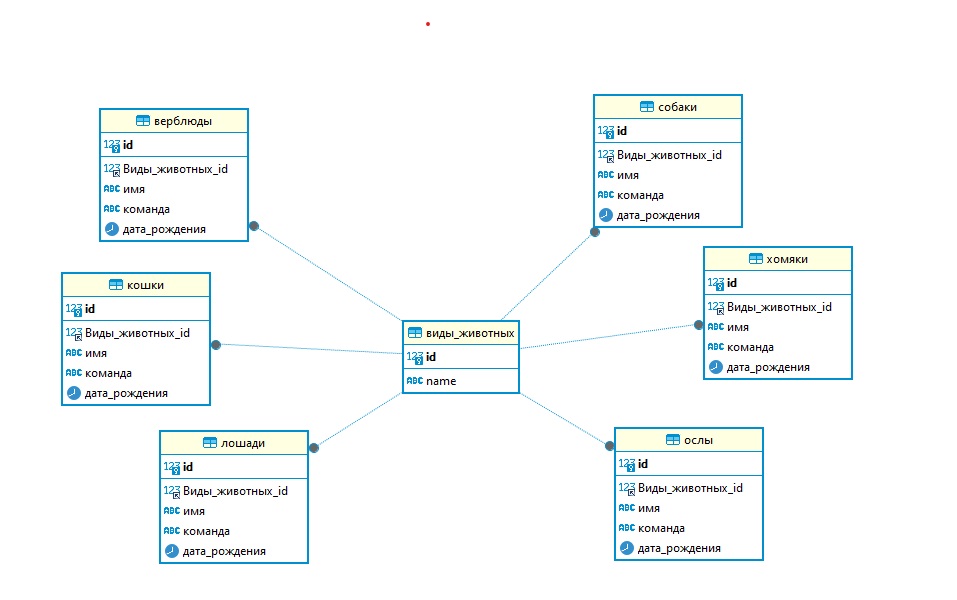 верблюды
123 id
123 Виды_животных_id
ABC имя
ABC команда
дата_рождения
собаки
123 id
123 Виды_животных_id
ABC имя
ABC команда
дата_рождения
кошки
123 id
123 Виды_животных_id
ABC имя
ABC команда
дата_рождения
хомяки
123 id
123 Виды_животных_id
ABC имя
ABC команда
дата_рождения
виды_животных
123 id
ABC name
лошади
123 id
123 Виды_животных_id
ABC имя
ABC команда
дата_рождения
ослы
123 id
123 Виды_животных_id
ABC имя
ABC команда
дата_рождения